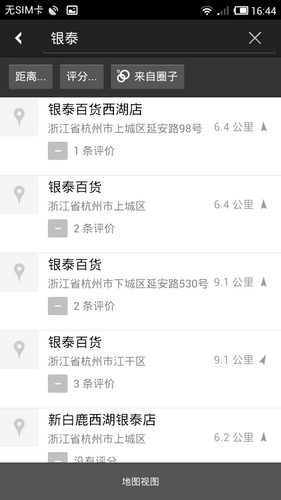 无SIM卡
16:44
银泰
距离...
评分...
来自圈子
银泰百货西湖店
浙江省杭州市上城区延安路98号
6.4 公里
1 条评价
银泰百货
浙江省杭州市上城区
6.4 公里
2 条评价
银泰百货
浙江省杭州市下城区延安路530号
9.1 公里
2 条评价
银泰百货
浙江省杭州市江干区
9.1 公里
3 条评价
新白鹿西湖银泰店
浙江省杭州市上城区
6.2 公里
没有评分
地图视图